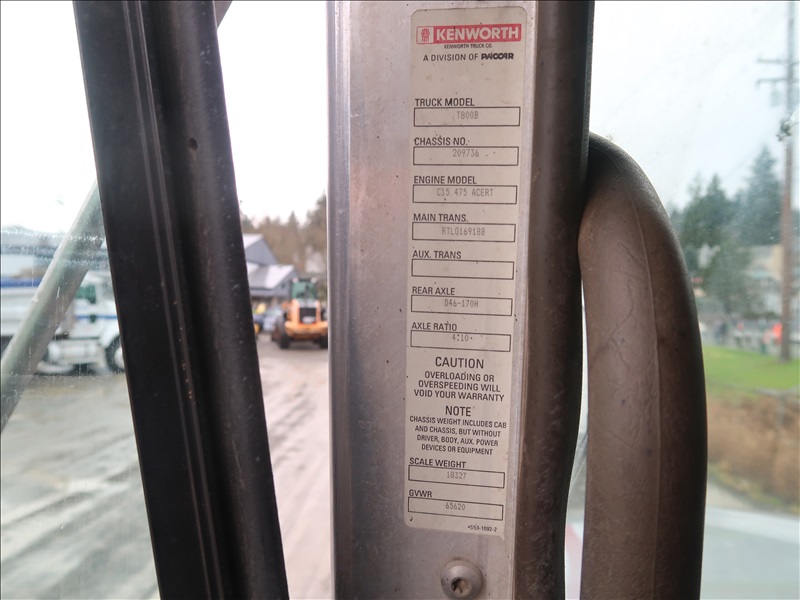 KENWORTH
KENWORTH TRUCK CO.
A DIVISION OF PACCAR
TRUCK MODEL
T800B
CHASSIS NO.
209736
ENGINE MODEL
C15 475 ACERT
MAIN TRANS.
RTLO16918B
AUX. TRANS
REAR AXLE
D46-170H
AXLE RATIO
4:10
CAUTION
OVERLOADING OR
OVERSPEEDING WILL
VOID YOUR WARRANTY
NOTE
CHASSIS WEIGHT INCLUDES CAB
AND CHASSIS, BUT WITHOUT
DRIVER, BODY, AUX. POWER
DEVICES OR EQUIPMENT
SCALE WEIGHT
18327
GVWR
65620